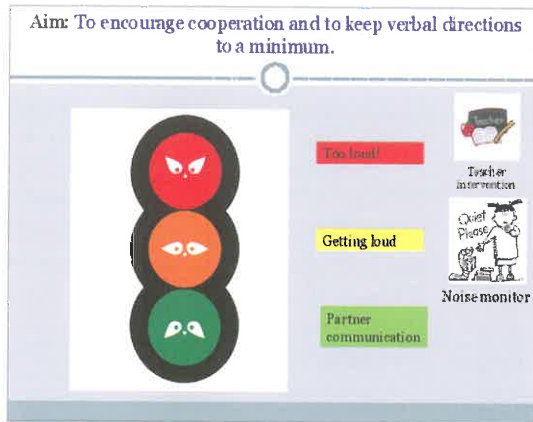 Aim: To encourage cooperation and to keep verbal directions
to a minimum.
Too loud!
Teacher
Teacher
intervention
Getting loud
Quiet
Please
Noise monitor
Partner
communication